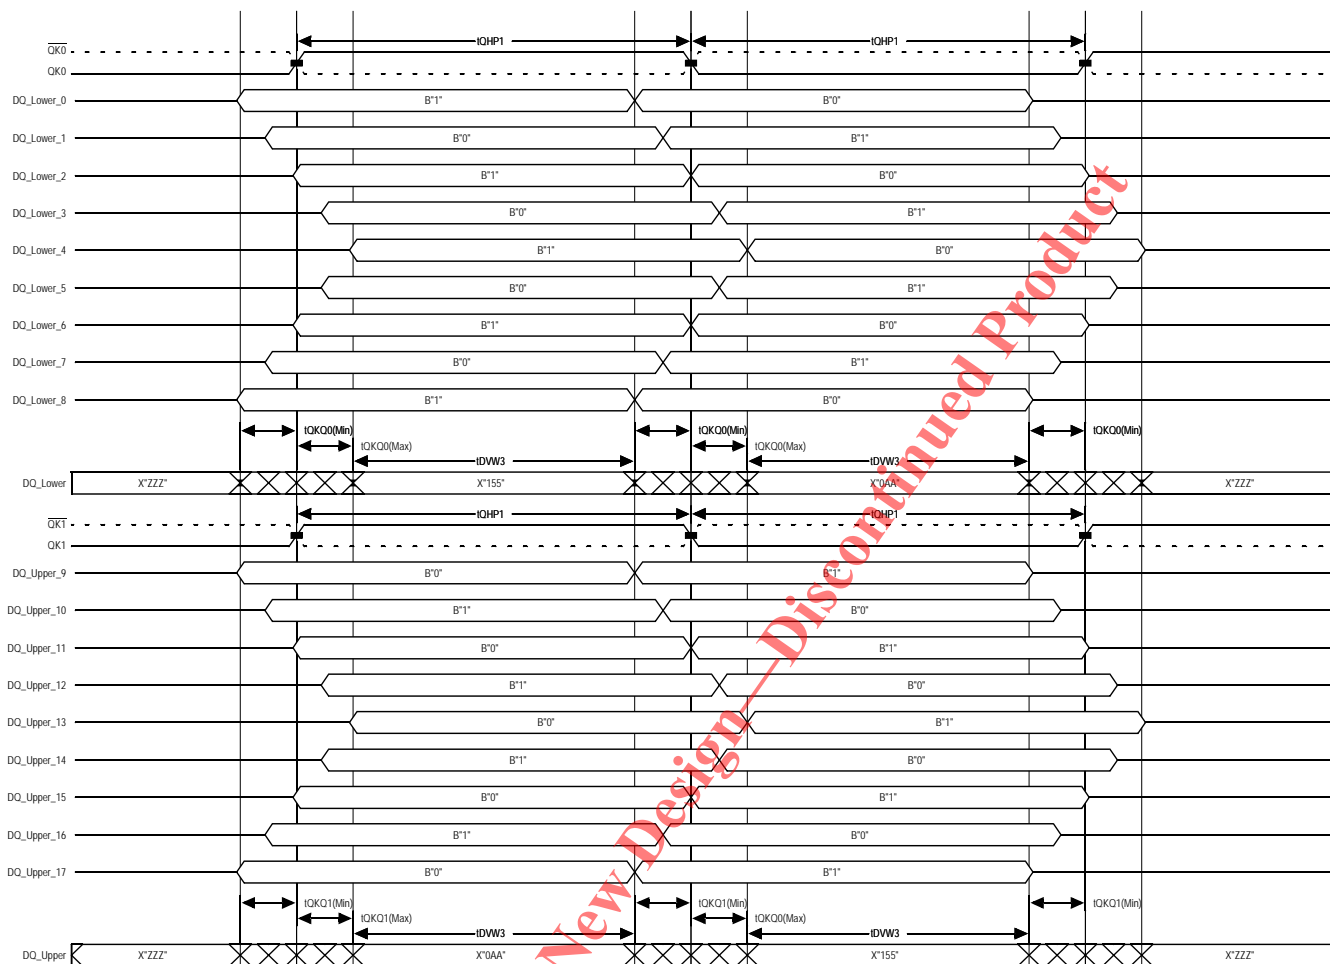 tQHP1 tQHP1
QK0
QK0
DQ_Lower_0 B"1" B"0"
DQ_Lower_1 B"0" B"1"
DQ_Lower_2 B"1" B"0"
DQ_Lower_3 B"0" B"1"
DQ_Lower_4 B"1" B"0"
DQ_Lower_5 B"0" B"1"
DQ_Lower_6 B"1" B"0"
DQ_Lower_7 B"0" B"1"
DQ_Lower_8 B"1" B"0"
tQKQ0(Min) tQKQ0(Min) tQKQ0(Min)
tQKQ0(Max) tQKQ0(Max)
tDVW3 tDVW3
DQ_Lower X"ZZZ" X"155" X"0AA" X"ZZZ"
tQHP1 tQHP1
QK1
QK1
DQ_Upper_9 B"0" B"1"
DQ_Upper_10 B"1" B"0"
DQ_Upper_11 B"0" B"1"
DQ_Upper_12 B"1" B"0"
DQ_Upper_13 B"0" B"1"
DQ_Upper_14 B"1" B"0"
DQ_Upper_15 B"0" B"1"
DQ_Upper_16 B"1" B"0"
DQ_Upper_17 B"0" B"1"
tQKQ1(Min) tQKQ1(Min) tQKQ1(Min)
tQKQ1(Max) tQKQ0(Max)
tDVW3 tDVW3
DQ_Upper X"ZZZ" X"0AA" X"155" X"ZZZ"
New Design—Discontinued Product